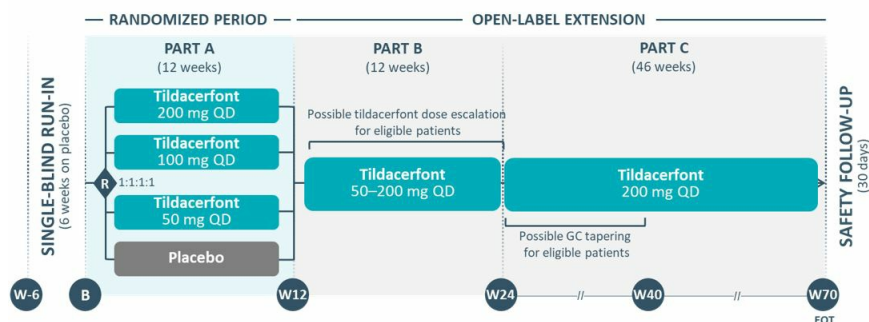 RANDOMIZED PERIOD
OPEN-LABEL EXTENSION
SINGLE-BLIND RUN-IN
(6 weeks on placebo)
PART A
(12 weeks)
Tildacerfont
200 mg QD
Tildacerfont
100 mg QD
R
1:1:1:1
Tildacerfont
50 mg QD
Placebo
PART B
(12 weeks)
Possible tildacerfont dose escalation
for eligible patients
Tildacerfont
50–200 mg QD
PART C
(46 weeks)
Tildacerfont
200 mg QD
Possible GC tapering
for eligible patients
SAFETY FOLLOW-UP
(30 days)
W-6
B
W12
W24
//
W40
//
W70
EOT